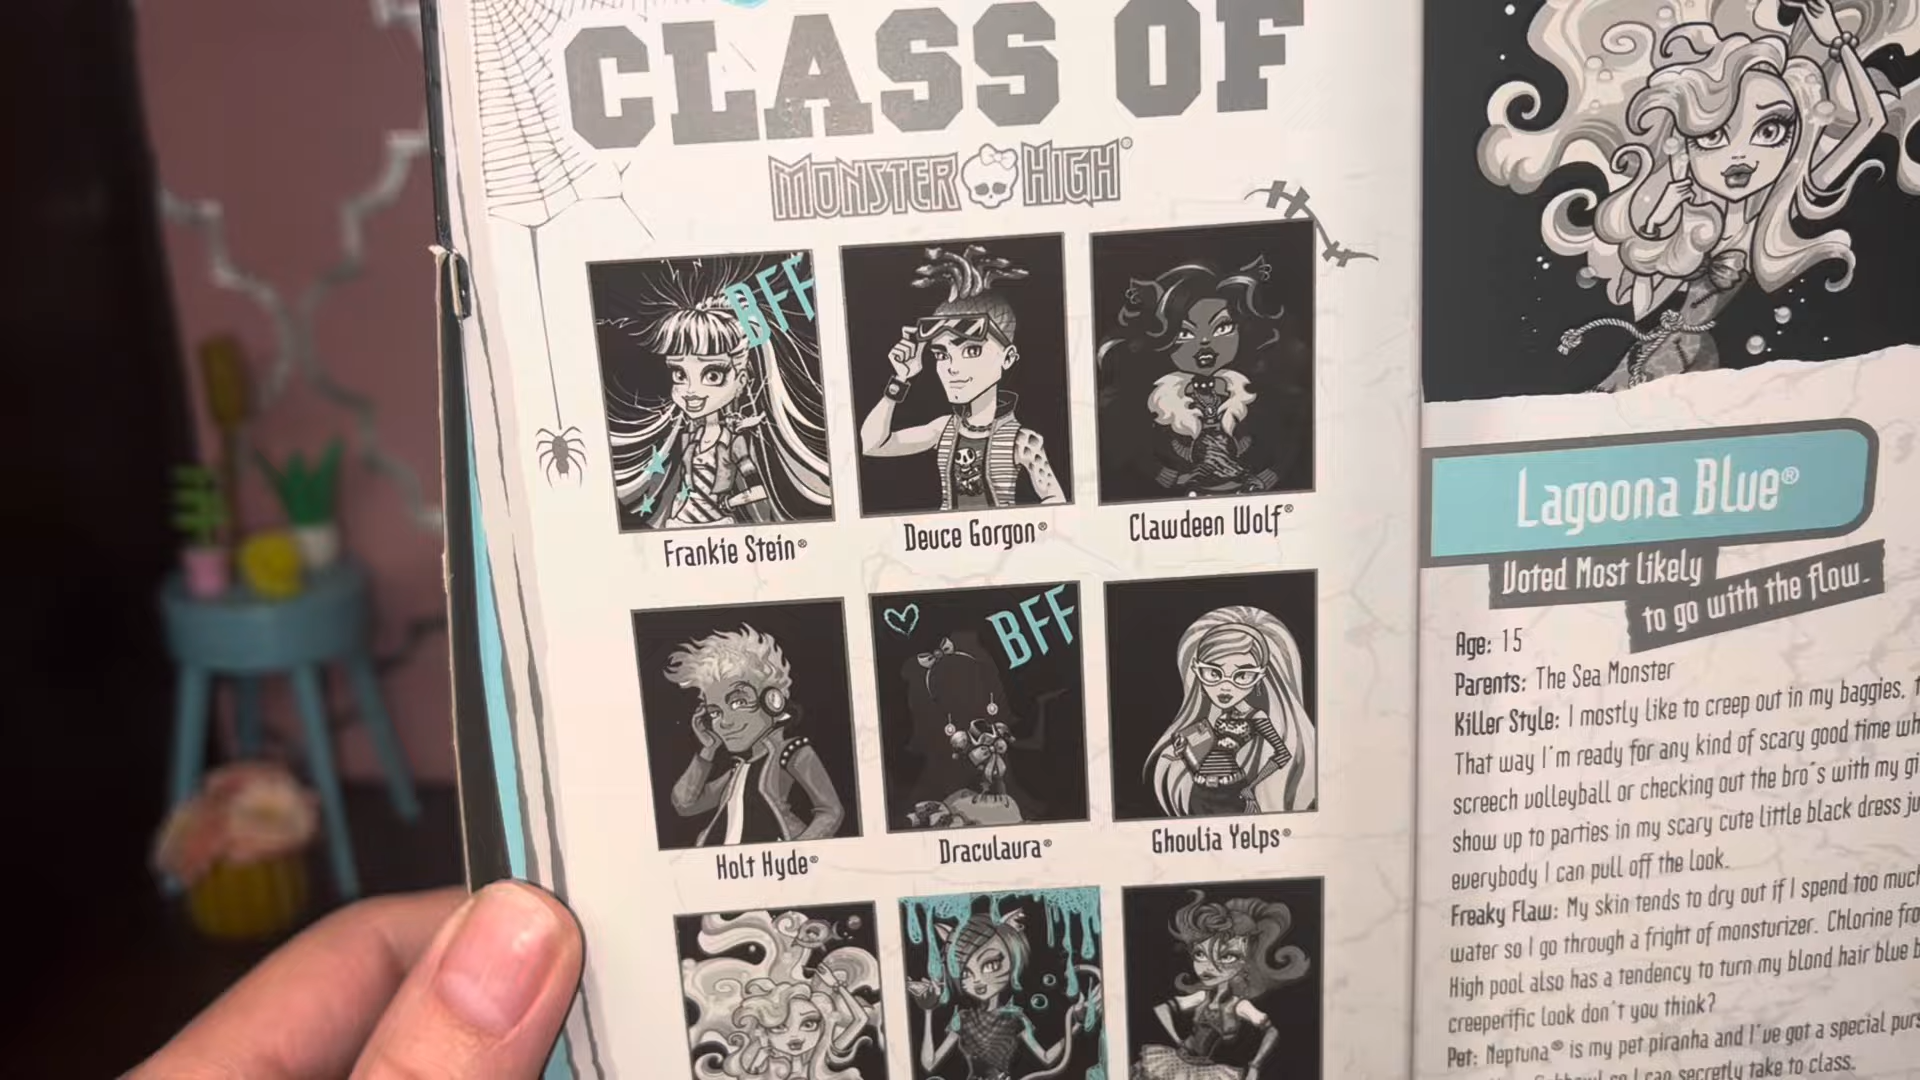 CLASS OF
MONSTER HIGH®
BFF
Frankie Stein®
Deuce Gorgon®
Clawdeen Wolf®
BFF
Holt Hyde®
Draculaura®
Ghoulia Yelps®
Lagoona Blue®
Voted Most Likely
to go with the flow.
Age: 15
Parents: The Sea Monster
Killer Style: I mostly like to creep out in my baggies,
That way I'm ready for any kind of scary good time
screech volleyball or checking out the bro's with my
show up to parties in my scary cute little black dress
everybody I can pull off the look.
Freaky Flaw: My skin tends to dry out if I spend too much
water so I go through a fright of monsturizer. Chlorine
High pool also has a tendency to turn my blond hair blue
creeperific look don't you think?
Pet: Neptuna® is my pet piranha and I've got a special
so I can secretly take to class.